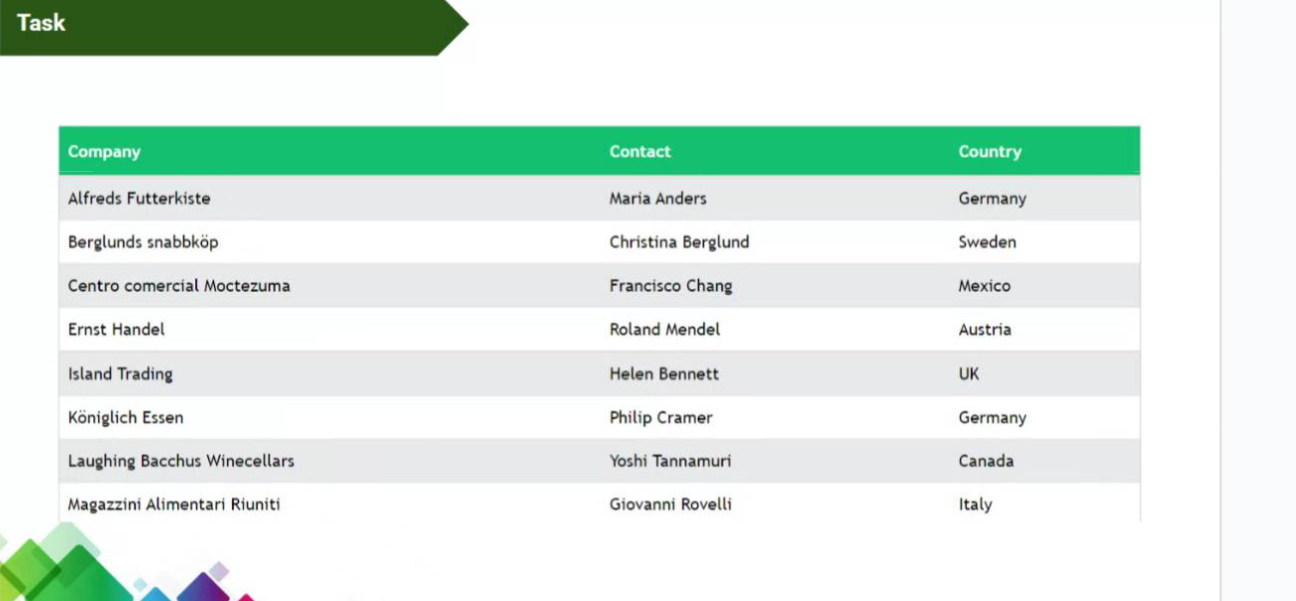 Task
Company Contact Country
Alfreds Futterkiste Maria Anders Germany
Berglunds snabbköp Christina Berglund Sweden
Centro comercial Moctezuma Francisco Chang Mexico
Ernst Handel Roland Mendel Austria
Island Trading Helen Bennett UK
Königlich Essen Philip Cramer Germany
Laughing Bacchus Winecellars Yoshi Tannamuri Canada
Magazzini Alimentari Riuniti Giovanni Rovelli Italy